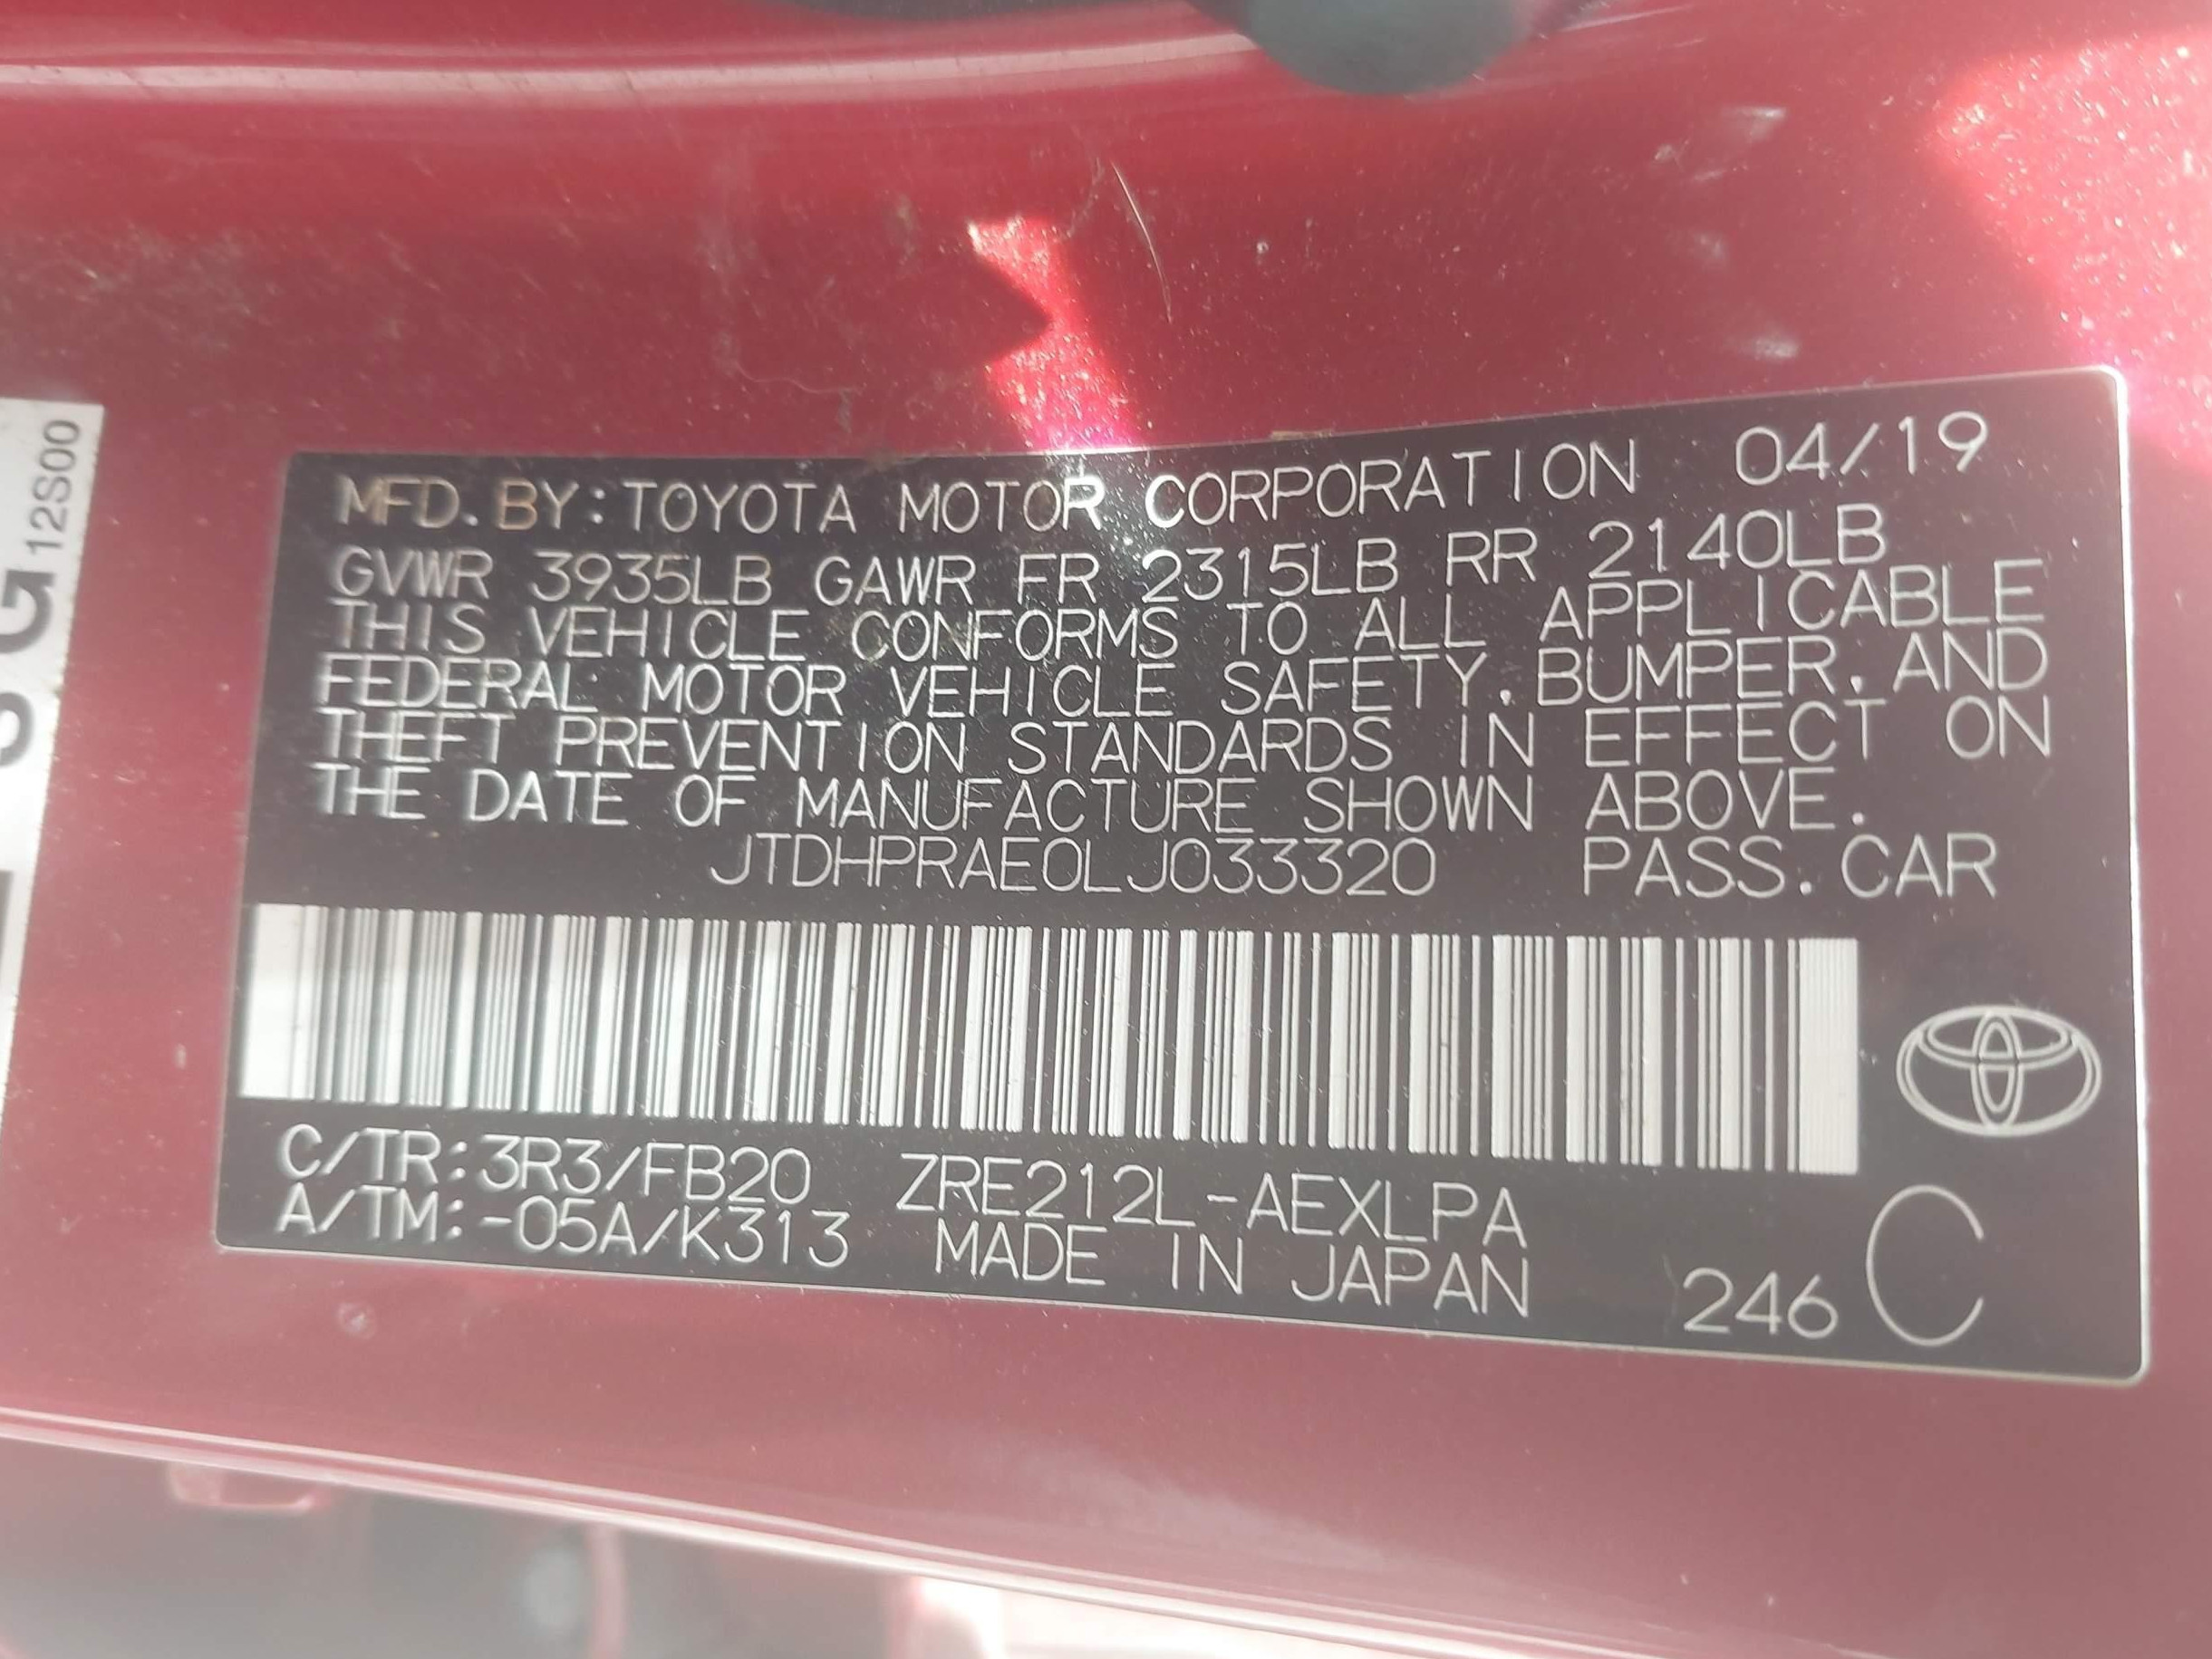 12S00
MFD. BY: TOYOTA MOTOR CORPORATION 04/19
GVWR 3935LB GAWR FR 2315LB RR 2140LB
THIS VEHICLE CONFORMS TO ALL APPLICABLE
FEDERAL MOTOR VEHICLE SAFETY, BUMPER, AND
THEFT PREVENTION STANDARDS IN EFFECT ON
THE DATE OF MANUFACTURE SHOWN ABOVE.
JTDHPRAE0LJ033320 PASS. CAR
C/TR: 3R3/FB20 ZRE212L-AEXLPA
A/TM: -05A/K313 MADE IN JAPAN 246 C